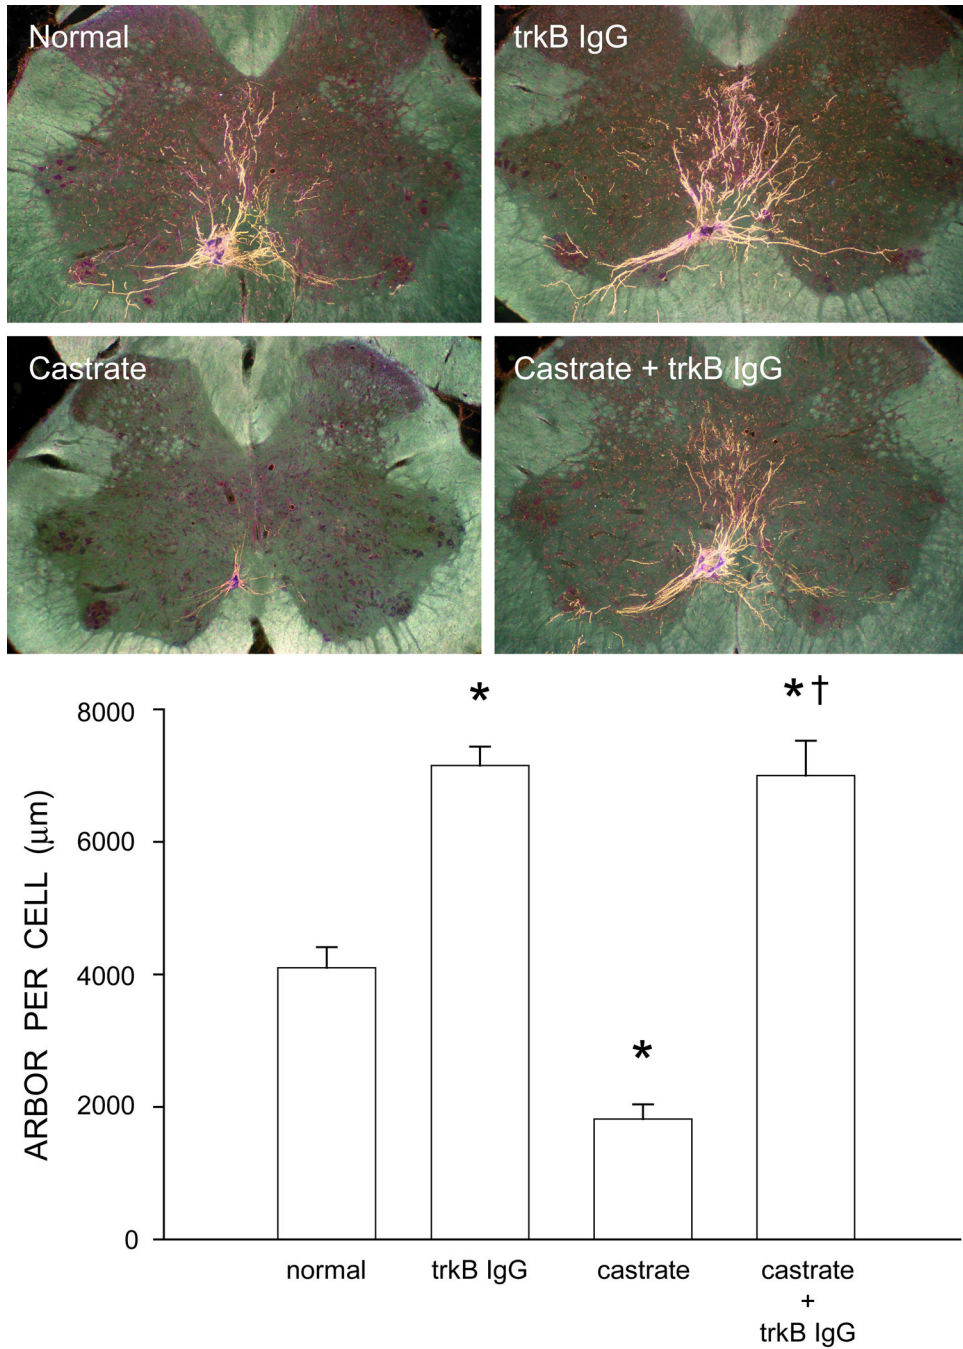 Normal
trkB IgG
Castrate
Castrate + trkB IgG
*
* †
8000
6000
4000
*
2000
0
ARBOR PER CELL (μm)
normal
trkB IgG
castrate
castrate
+
trkB IgG